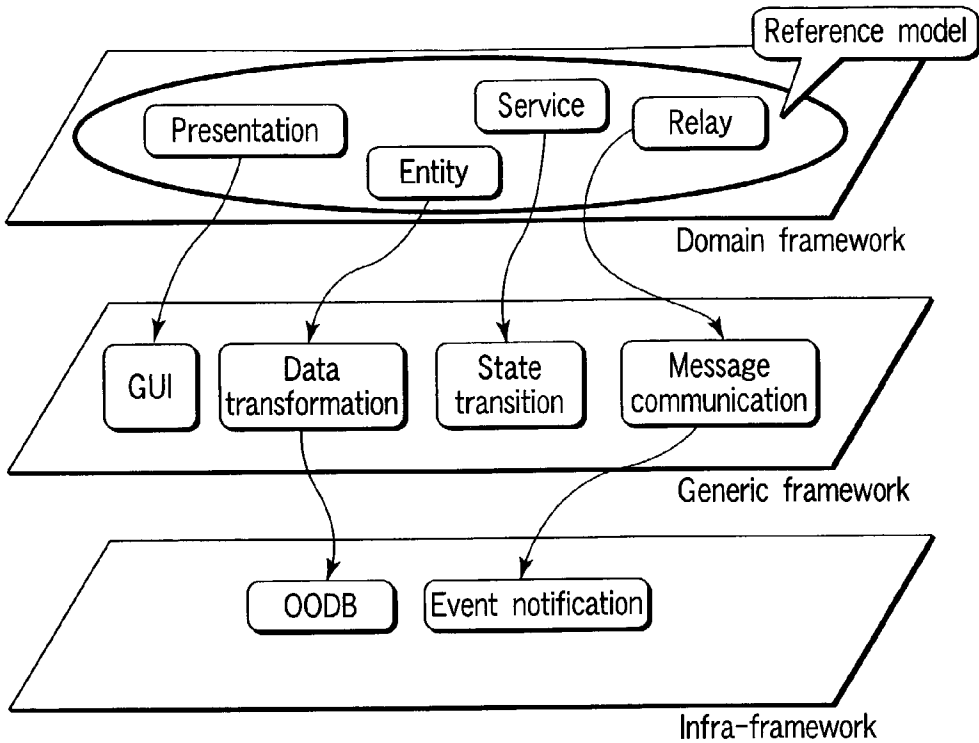 Reference model
Service
Relay
Presentation
Entity
Domain framework
GUI
Data
transformation
State
transition
Message
communication
Generic framework
OODB
Event notification
Infra-framework